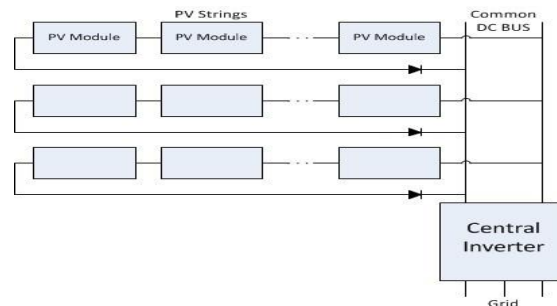 PV Strings
Common
DC BUS
PV Module
PV Module
PV Module
Central
Inverter
Grid